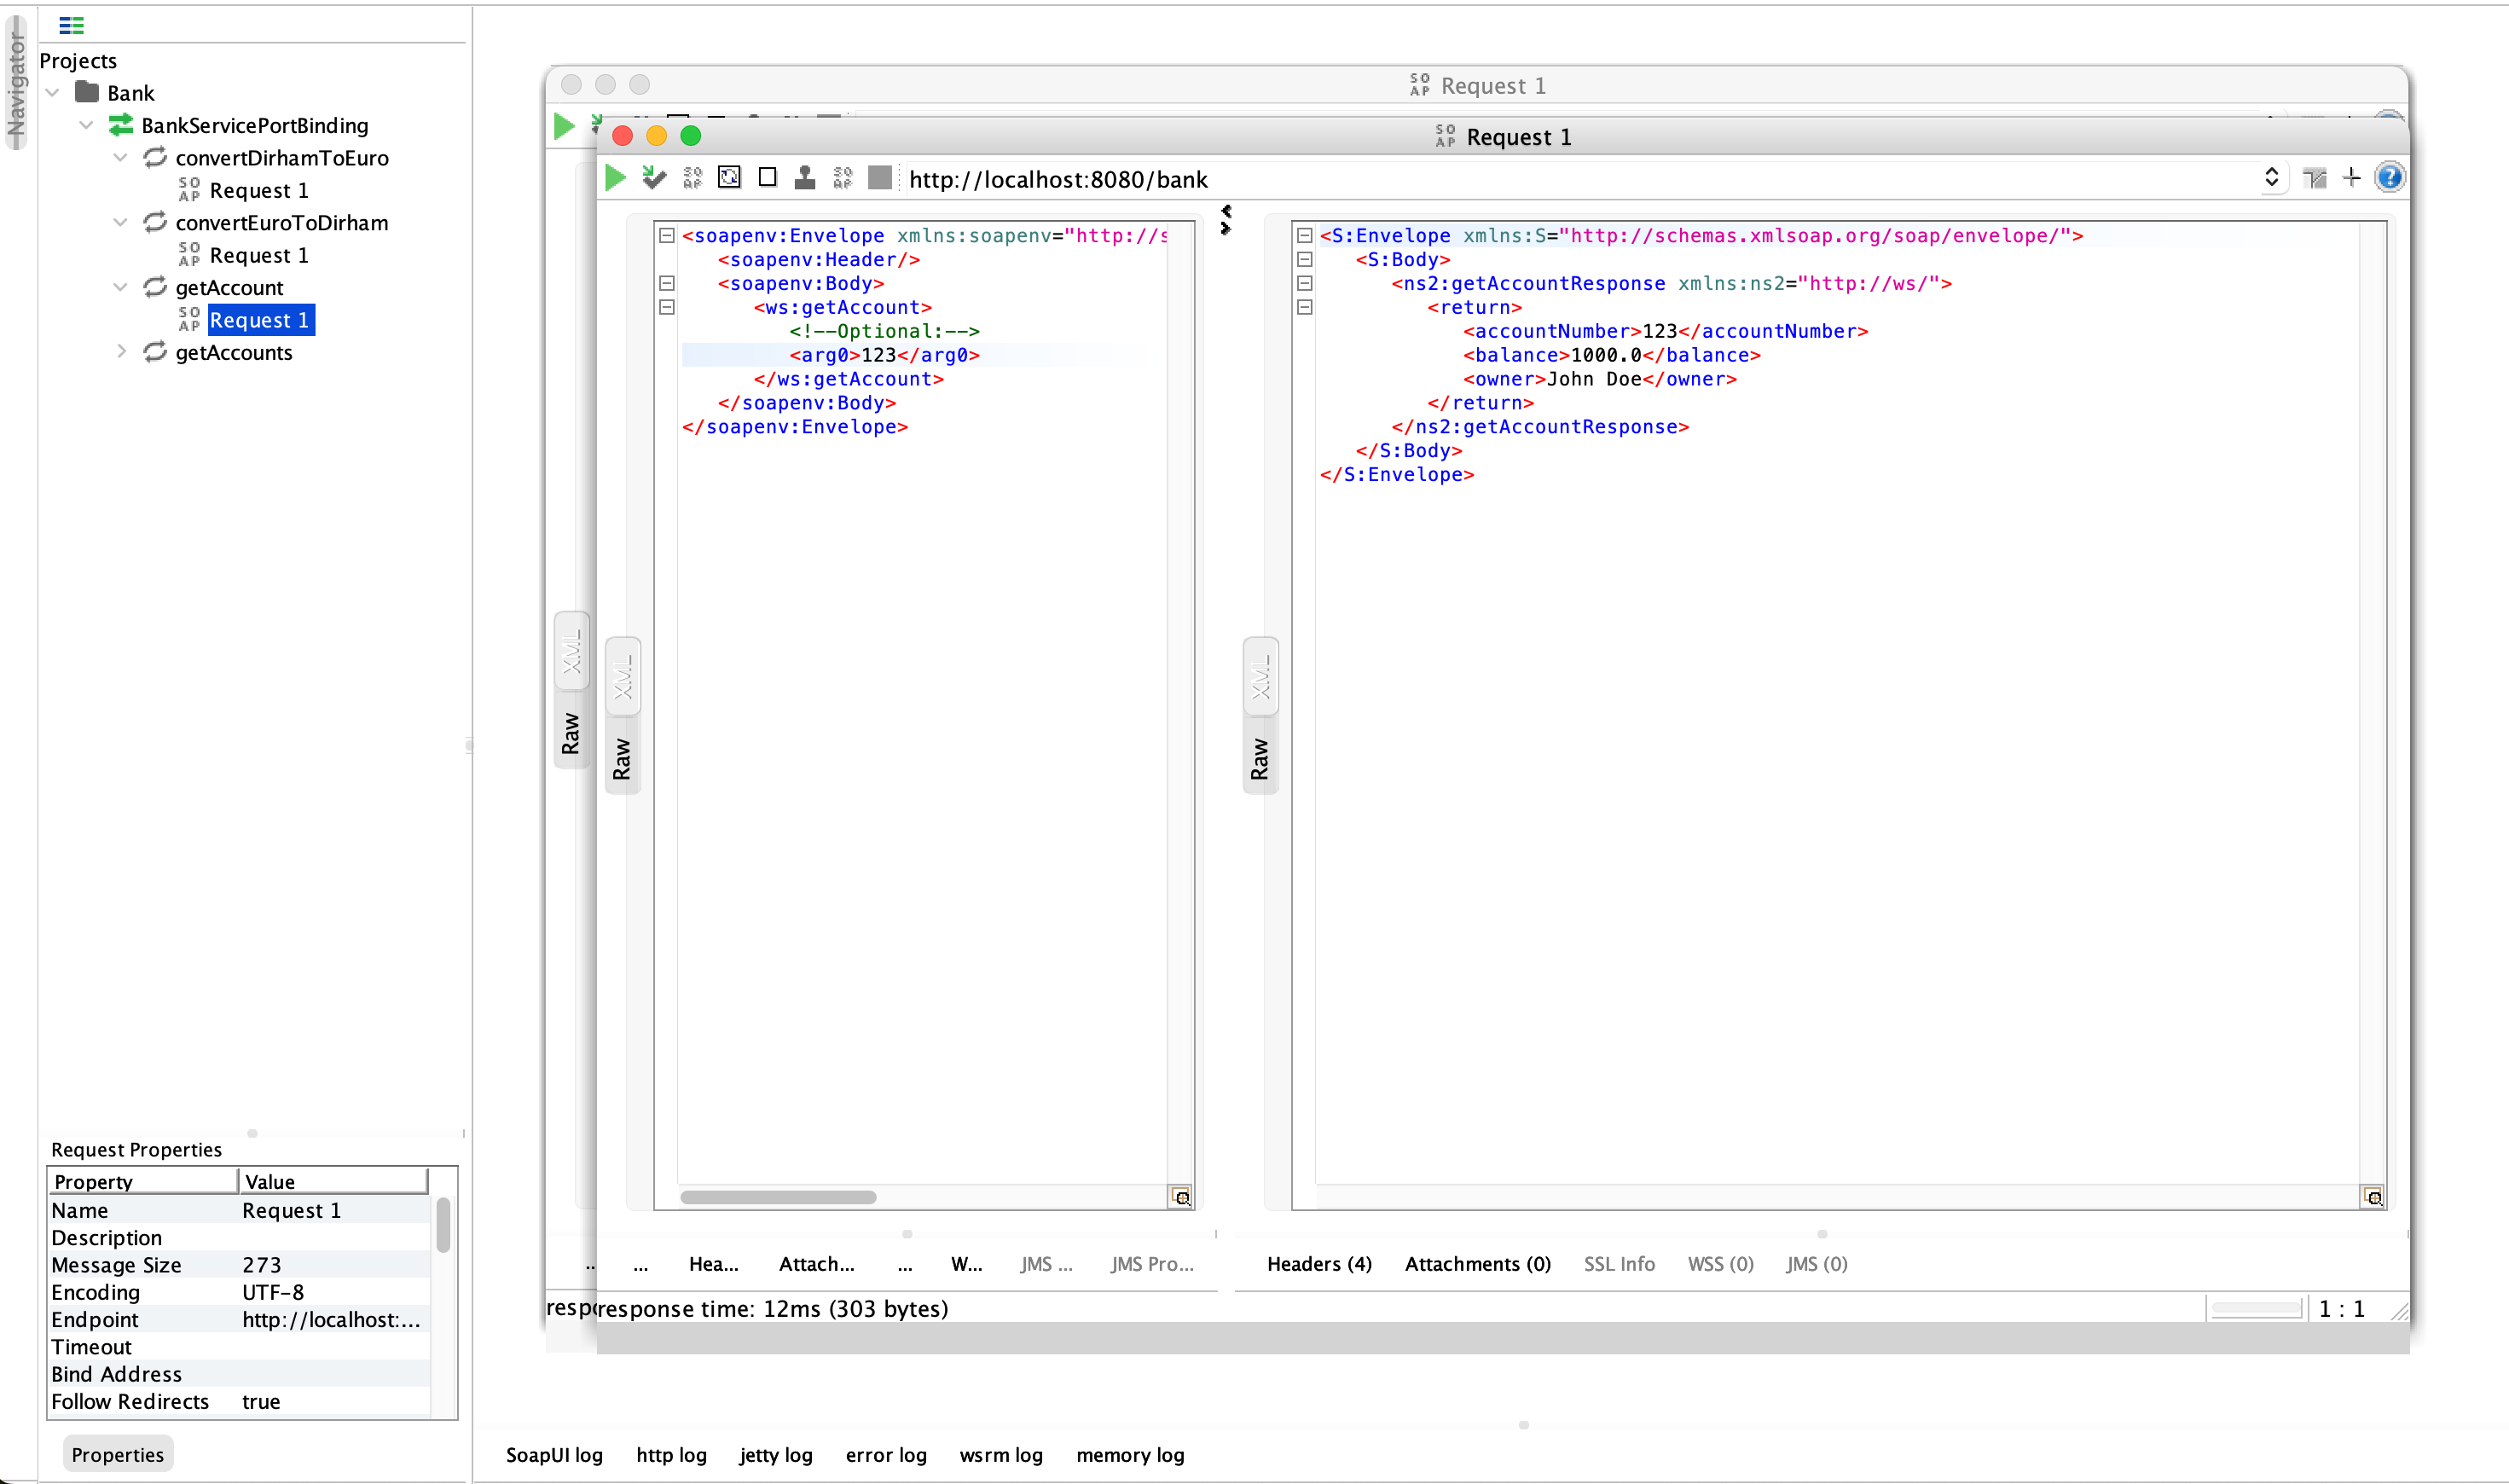 Navigator
Projects
Bank
BankServicePortBinding
convertDirhamToEuro
SOAP Request 1
convertEuroToDirham
SOAP Request 1
getAccount
SOAP Request 1
getAccounts
Request Properties
Property Value
Name Request 1
Description
Message Size 273
Encoding UTF-8
Endpoint http://localhost:...
Timeout
Bind Address
Follow Redirects true
Properties
SOAP Request 1
SOAP Request 1
http://localhost:8080/bank
<soapenv:Envelope xmlns:soapenv="http://s
<soapenv:Header/>
<soapenv:Body>
<ws:getAccount>
<!--Optional:-->
<arg0>123</arg0>
</ws:getAccount>
</soapenv:Body>
</soapenv:Envelope>
XML
Raw
XML
Raw
<S:Envelope xmlns:S="http://schemas.xmlsoap.org/soap/envelope/">
<S:Body>
<ns2:getAccountResponse xmlns:ns2="http://ws/">
<return>
<accountNumber>123</accountNumber>
<balance>1000.0</balance>
<owner>John Doe</owner>
</return>
</ns2:getAccountResponse>
</S:Body>
</S:Envelope>
XML
Raw
.. ... Hea... Attach... ... W... JMS ... JMS Pro...
Headers (4) Attachments (0) SSL Info WSS (0) JMS (0)
resp
response time: 12ms (303 bytes)
1 : 1
SoapUI log http log jetty log error log wsrm log memory log